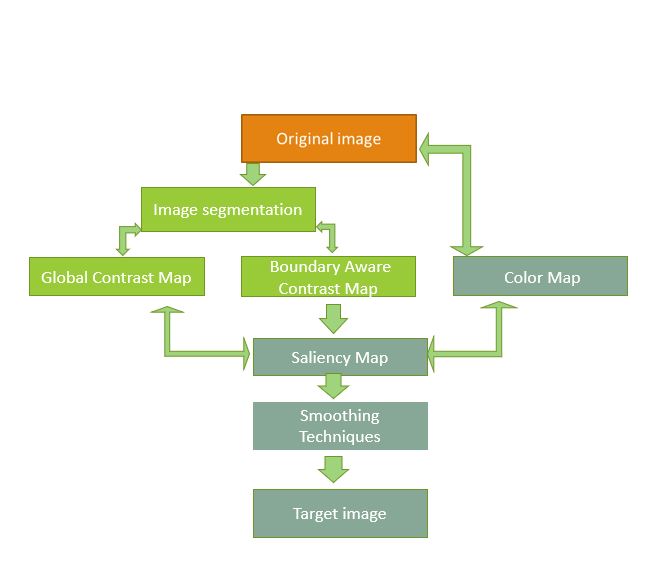 Original image
Image segmentation
Global Contrast Map
Boundary Aware
Contrast Map
Color Map
Saliency Map
Smoothing
Techniques
Target image